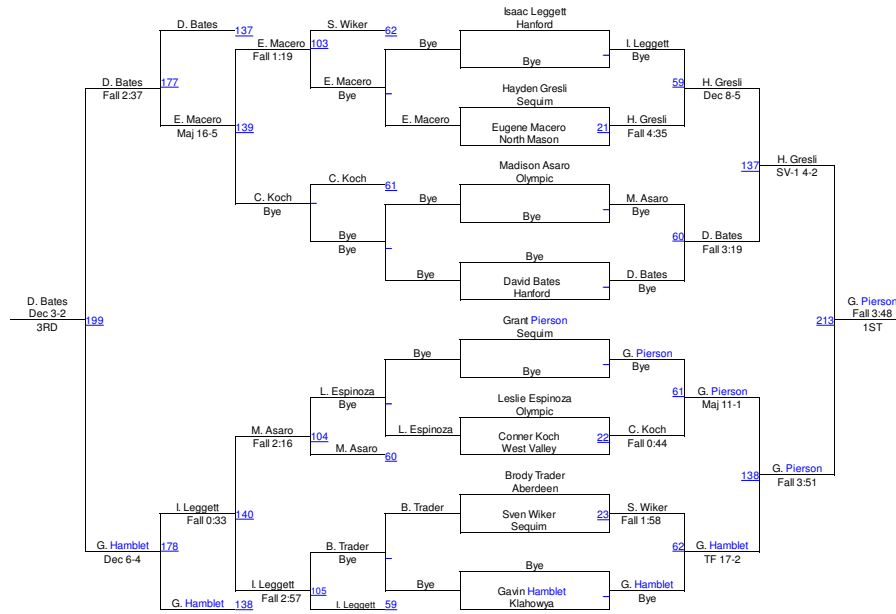 Isaac Leggett
Hanford
D. Bates
137
S. Wiker
62
Bye
I. Leggett
Bye
E. Macero
103
Fall 1:19
Bye
D. Bates
177
Fall 2:37
E. Macero
Bye
59
H. Gresli
Dec 8-5
Hayden Gresli
Sequim
E. Macero
139
Maj 16-5
E. Macero
Eugene Macero
21
North Mason
H. Gresli
Fall 4:35
Madison Asaro
Olympic
137
H. Gresli
SV-1 4-2
C. Koch
61
C. Koch
Bye
Bye
M. Asaro
Bye
Bye
Bye
60
D. Bates
Fall 3:19
Bye
Bye
David Bates
Hanford
D. Bates
Bye
D. Bates
Dec 3-2
3RD
199
Grant Pierson
Sequim
213
G. Pierson
Fall 3:48
1ST
Bye
Bye
G. Pierson
Bye
L. Espinoza
Bye
61
G. Pierson
Maj 11-1
Leslie Espinoza
Olympic
M. Asaro
104
Fall 2:16
L. Espinoza
Conner Koch
22
West Valley
C. Koch
Fall 0:44
M. Asaro
60
Brody Trader
Aberdeen
138
G. Pierson
Fall 3:51
I. Leggett
140
Fall 0:33
B. Trader
Sven Wiker
23
Sequim
S. Wiker
Fall 1:58
G. Hamblet
178
Dec 6-4
B. Trader
Bye
62
G. Hamblet
TF 17-2
Bye
I. Leggett
105
Fall 2:57
Bye
Gavin Hamblet
Klahowya
G. Hamblet
Bye
G. Hamblet
138
I. Leggett
59